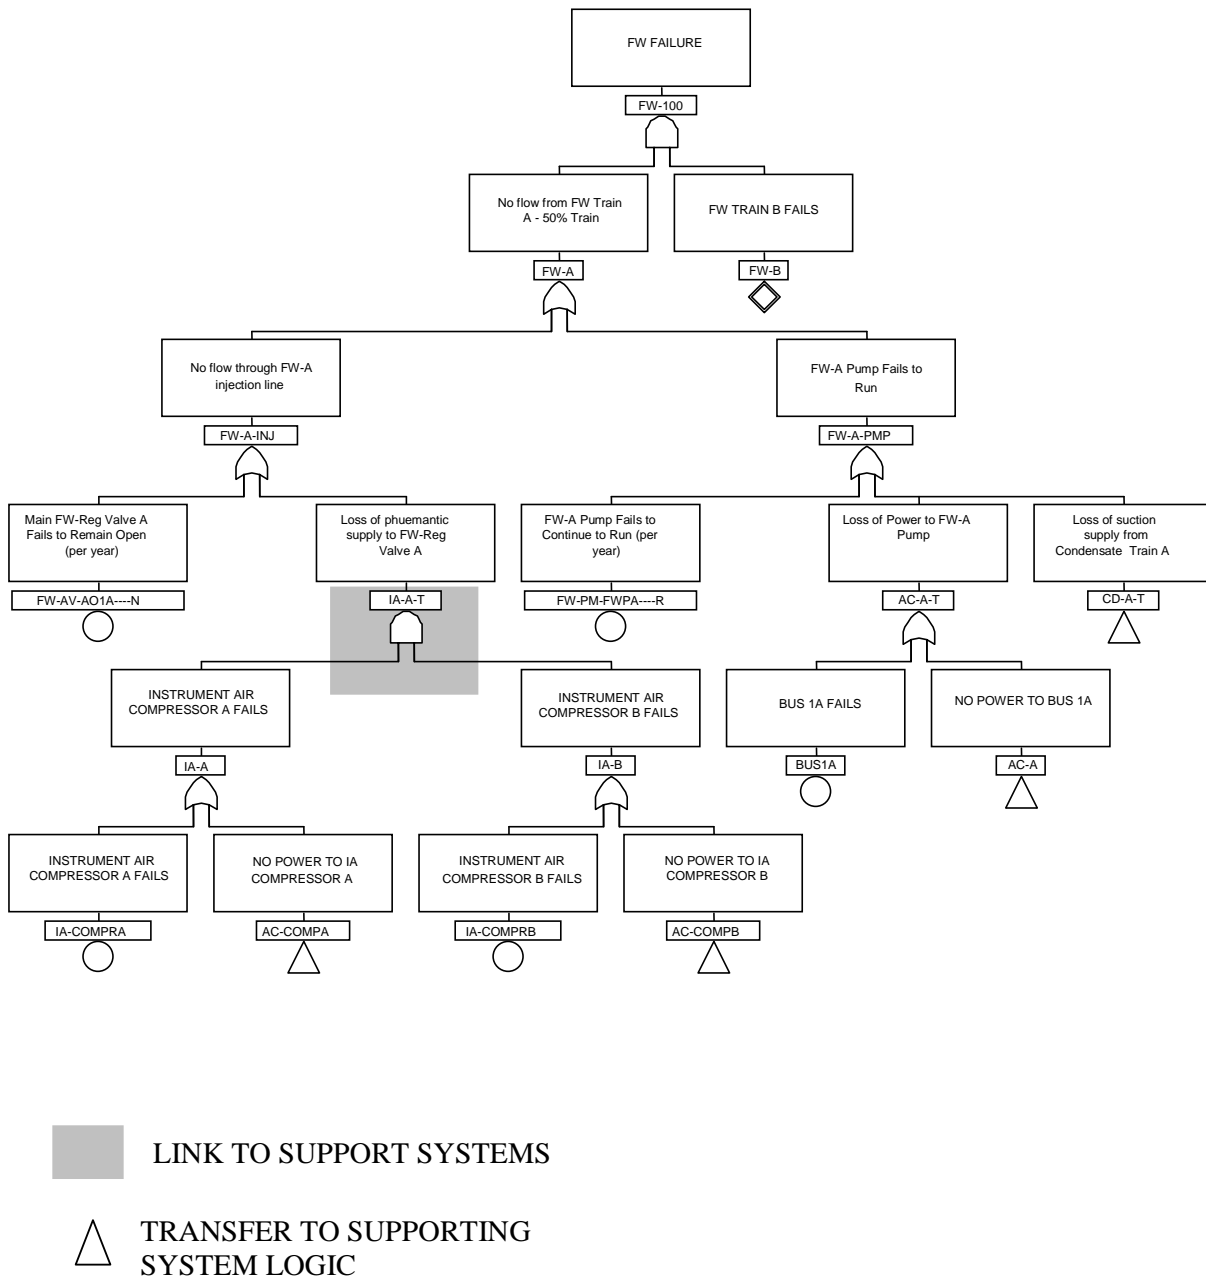 FW FAILURE
FW-100
No flow from FW Train
A - 50% Train
FW TRAIN B FAILS
FW-A
FW-B
No flow through FW-A
injection line
FW-A Pump Fails to
Run
FW-A-INJ
FW-A-PMP
Main FW-Reg Valve A
Fails to Remain Open
(per year)
Loss of phuemantic
supply to FW-Reg
Valve A
FW-A Pump Fails to
Continue to Run (per
year)
Loss of Power to FW-A
Pump
Loss of suction
supply from
Condensate Train A
FW-AV-AO1A----N
IA-A-T
FW-PM-FWPA----R
AC-A-T
CD-A-T
INSTRUMENT AIR
COMPRESSOR A FAILS
INSTRUMENT AIR
COMPRESSOR B FAILS
BUS 1A FAILS
NO POWER TO BUS 1A
IA-A
IA-B
BUS1A
AC-A
INSTRUMENT AIR
COMPRESSOR A FAILS
NO POWER TO IA
COMPRESSOR A
INSTRUMENT AIR
COMPRESSOR B FAILS
NO POWER TO IA
COMPRESSOR B
IA-COMPRA
AC-COMPA
IA-COMPRB
AC-COMPB
LINK TO SUPPORT SYSTEMS
TRANSFER TO SUPPORTING
SYSTEM LOGIC